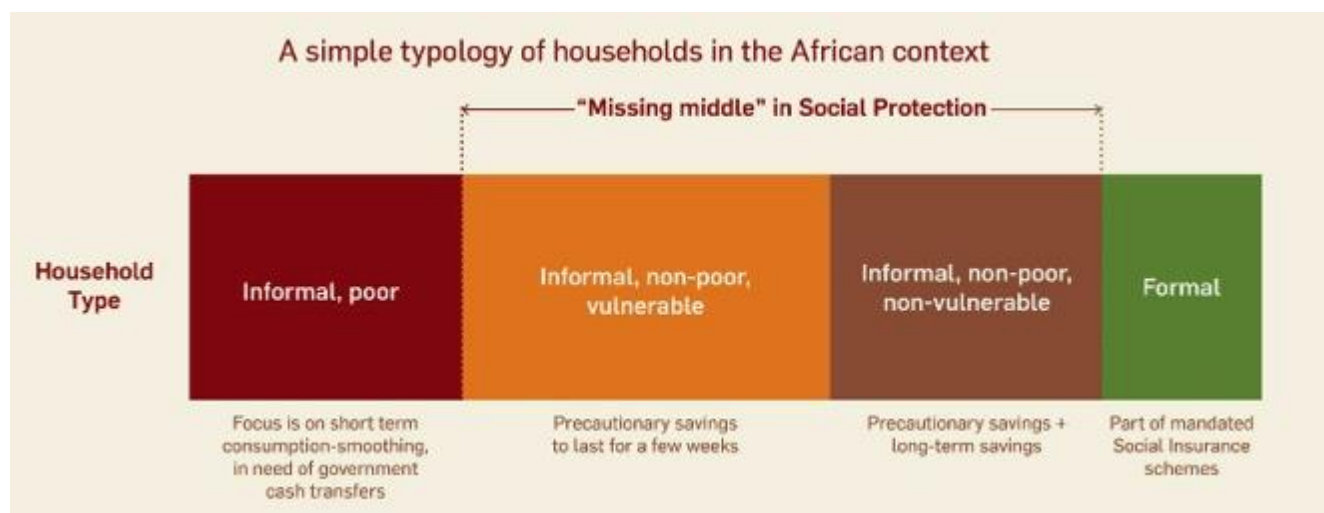 A simple typology of households in the African context
“Missing middle” in Social Protection
Household
Type
Informal, poor
Informal, non-poor,
vulnerable
Informal, non-poor,
non-vulnerable
Formal
Focus is on short term
consumption-smoothing,
in need of government
cash transfers
Precautionary savings
to last for a few weeks
Precautionary savings +
long-term savings
Part of mandated
Social Insurance
schemes